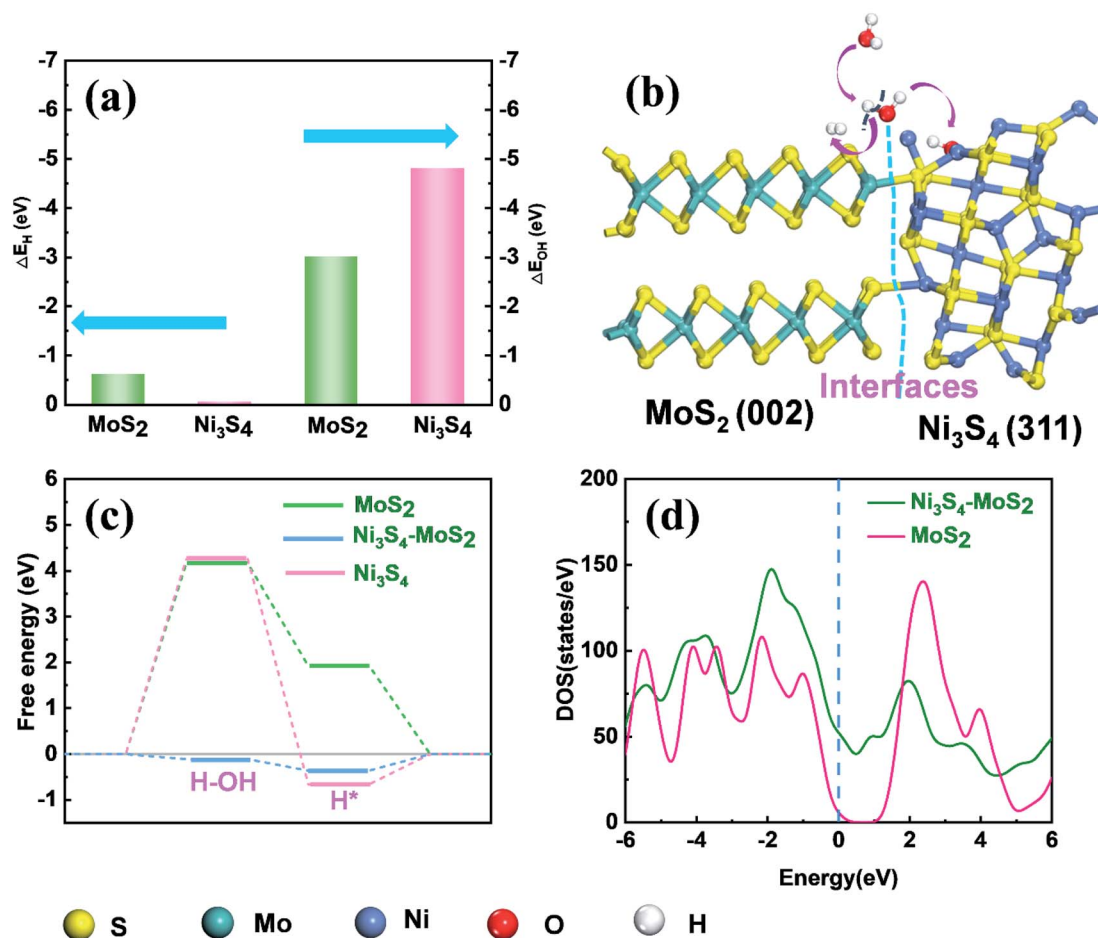 (a)
-7
-6
-5
-4
-3
-2
-1
0
△E_H (eV)
-7
-6
-5
-4
-3
-2
-1
0
△E_OH (eV)
MoS₂ Ni₃S₄ MoS₂ Ni₃S₄
(b)
Interfaces
MoS₂ (002)
Ni₃S₄ (311)
(c)
6
5
4
3
2
1
0
-1
Free energy (eV)
MoS₂
Ni₃S₄-MoS₂
Ni₃S₄
H-OH
H*
(d)
200
150
100
50
0
DOS(states/eV)
Ni₃S₄-MoS₂
MoS₂
-6 -4 -2 0 2 4 6
Energy(eV)
S Mo Ni O H